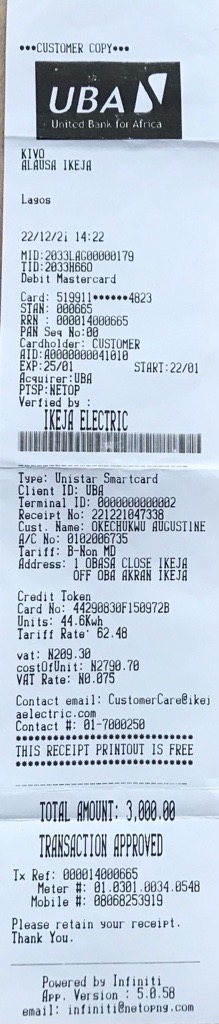 •••CUSTOMER COPY•••
UBA
United Bank for Africa
KIVO
ALAUSA IKEJA
Lagos
22/12/21 14:22
MID:2033LAG00000179
TID:2033H660
Debit Mastercard
Card: 519911••••••4823
STAN: 000665
RRN : 000014000665
PAN Seq No:00
Cardholder: CUSTOMER
AID:A0000000041010
EXP:25/01 START:22/01
Acquirer:UBA
PTSP:NETOP
Verfied by :
IKEJA ELECTRIC
Type: Unistar Smartcard
Client ID: UBA
Terminal ID: 0000000000002
Receipt No: 221221047338
Cust. Name: OKECHUKWU AUGUSTINE
A/C No: 0102006735
Tariff: B-Non MD
Address: 1 OBASA CLOSE IKEJA
OFF OBA AKRAN IKEJA
Credit Token
Card No: 44290830F150972B
Units: 44.6Kwh
Tariff Rate: 62.48
vat: N209.30
costOfUnit: N2790.70
VAT Rate: N0.075
Contact email: CustomerCare@ikej
aelectric.com
Contact #: 01-7000250
THIS RECEIPT PRINTOUT IS FREE
TOTAL AMOUNT: 3,000.00
TRANSACTION APPROVED
Tx Ref: 000014000665
Meter #: 01.0301.0034.0548
Mobile #: 08068253919
Please retain your receipt.
Thank You.
Powered by Infiniti
App. Version : 5.0.58
email: infiniti@netopng.com